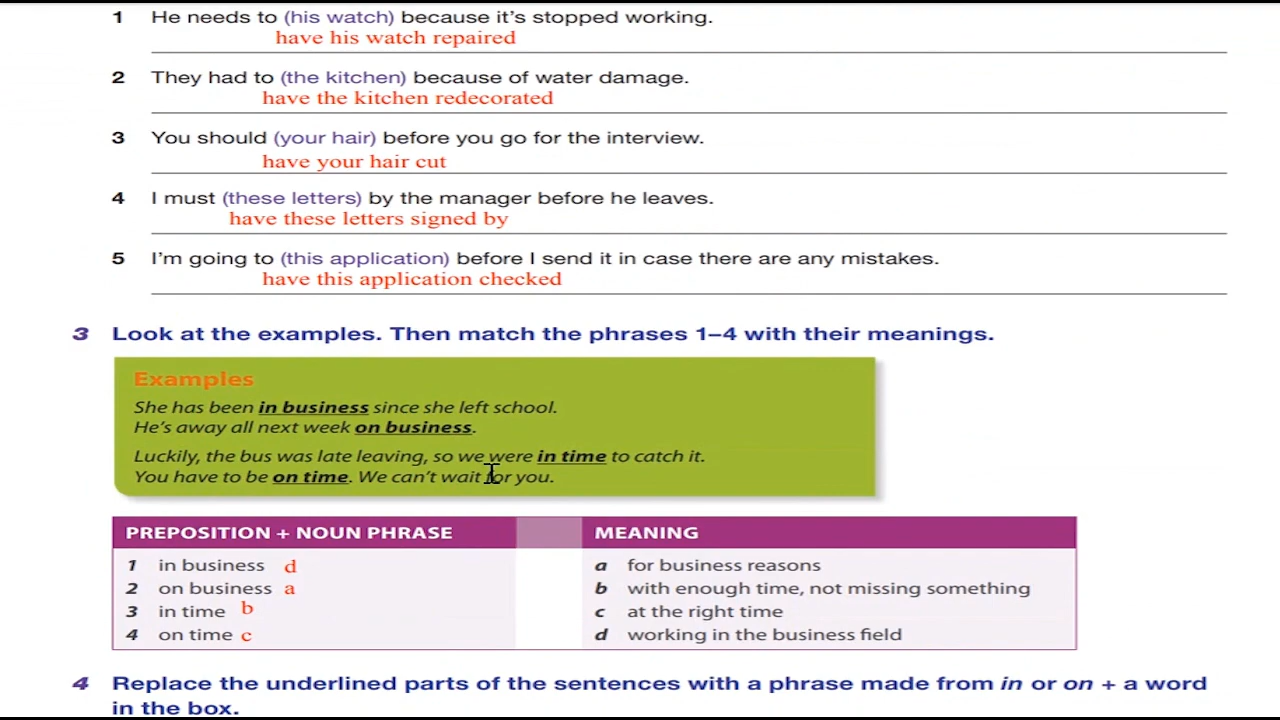 1 He needs to (his watch) because it's stopped working.
have his watch repaired
2 They had to (the kitchen) because of water damage.
have the kitchen redecorated
3 You should (your hair) before you go for the interview.
have your hair cut
4 I must (these letters) by the manager before he leaves.
have these letters signed by
5 I'm going to (this application) before I send it in case there are any mistakes.
have this application checked
3 Look at the examples. Then match the phrases 1–4 with their meanings.
Examples
She has been in business since she left school.
He's away all next week on business.
Luckily, the bus was late leaving, so we were in time to catch it.
You have to be on time. We can't wait for you.
PREPOSITION + NOUN PHRASE MEANING
1 in business d a for business reasons
2 on business a b with enough time, not missing something
3 in time b c at the right time
4 on time c d working in the business field
4 Replace the underlined parts of the sentences with a phrase made from in or on + a word
in the box.